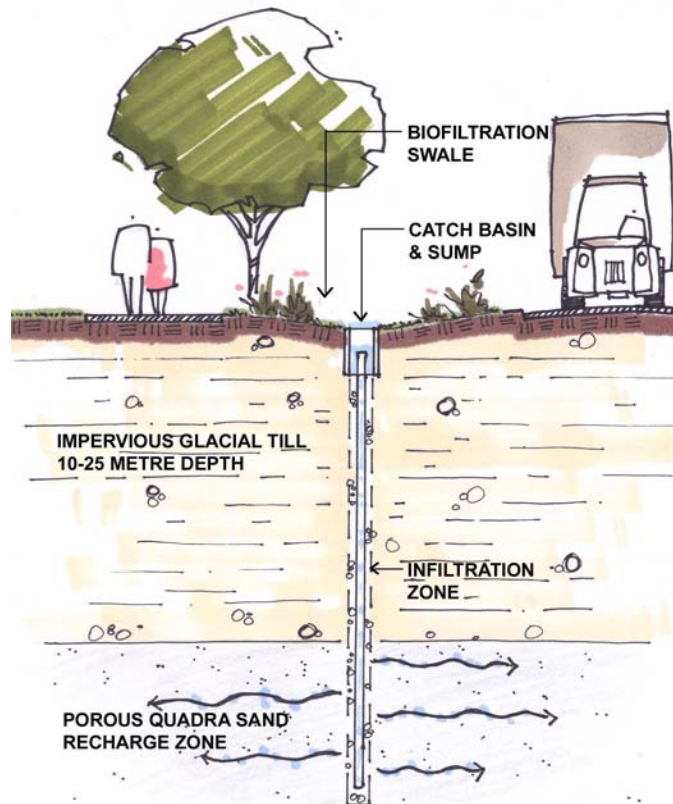 BIOFILTRATION
SWALE
CATCH BASIN
& SUMP
IMPERVIOUS GLACIAL TILL
10-25 METRE DEPTH
INFILTRATION
ZONE
POROUS QUADRA SAND
RECHARGE ZONE